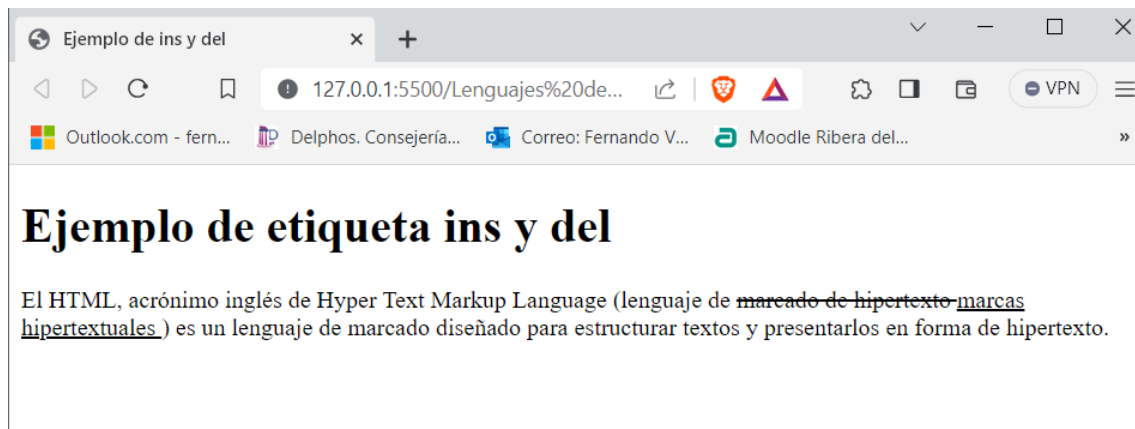 Ejemplo de ins y del
127.0.0.1:5500/Lenguajes%20de...
VPN
Outlook.com - fern...
Delphos. Consejería...
Correo: Fernando V...
Moodle Ribera del...
»
Ejemplo de etiqueta ins y del
El HTML, acrónimo inglés de Hyper Text Markup Language (lenguaje de marcado de hipertexto marcas
hipertextuales ) es un lenguaje de marcado diseñado para estructurar textos y presentarlos en forma de hipertexto.